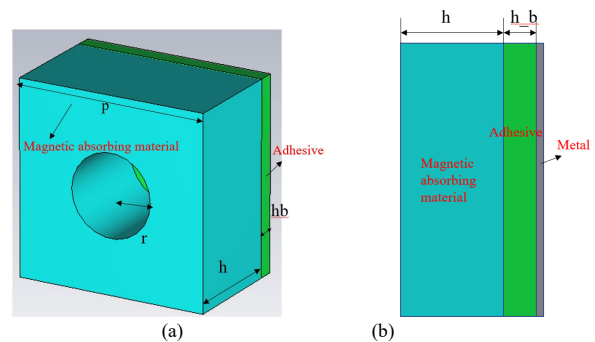 p
Magnetic absorbing material
Adhesive
r
hb
h
(a)
h
h_b
Adhesive
Metal
Magnetic
absorbing
material
(b)